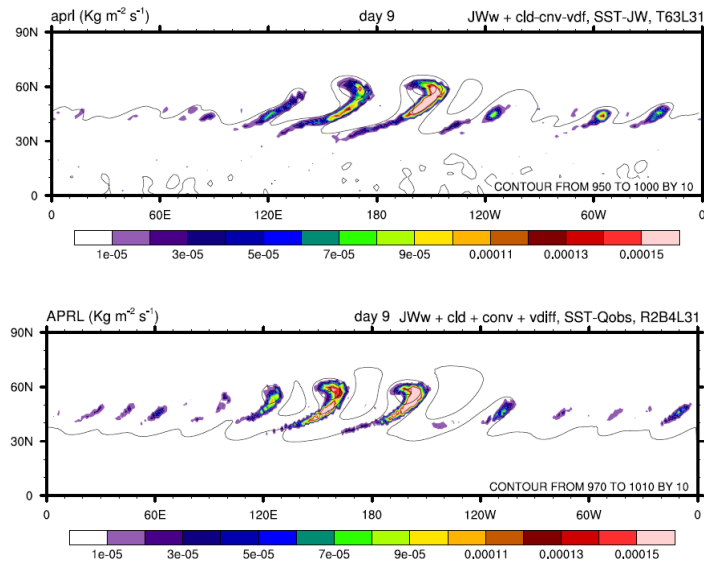 aprl (Kg m-2 s-1) day 9 JWw + cld-cnv-vdf, SST-JW, T63L31
90N
60N
30N
0
CONTOUR FROM 950 TO 1000 BY 10
0 60E 120E 180 120W 60W 0
1e-05 3e-05 5e-05 7e-05 9e-05 0.00011 0.00013 0.00015
APRL (Kg m-2 s-1) day 9 JWw + cld + conv + vdiff, SST-Qobs, R2B4L31
90N
60N
30N
0
CONTOUR FROM 970 TO 1010 BY 10
0 60E 120E 180 120W 60W 0
1e-05 3e-05 5e-05 7e-05 9e-05 0.00011 0.00013 0.00015